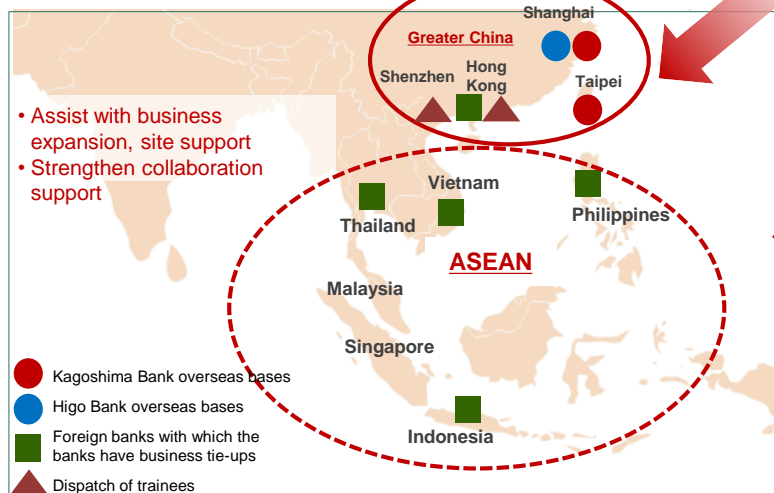 Shanghai
Greater China
Hong
Kong
Shenzhen
Taipei
• Assist with business
expansion, site support
• Strengthen collaboration
support
Vietnam
Thailand
Philippines
ASEAN
Malaysia
Singapore
Indonesia
Kagoshima Bank overseas bases
Higo Bank overseas bases
Foreign banks with which the
banks have business tie-ups
Dispatch of trainees